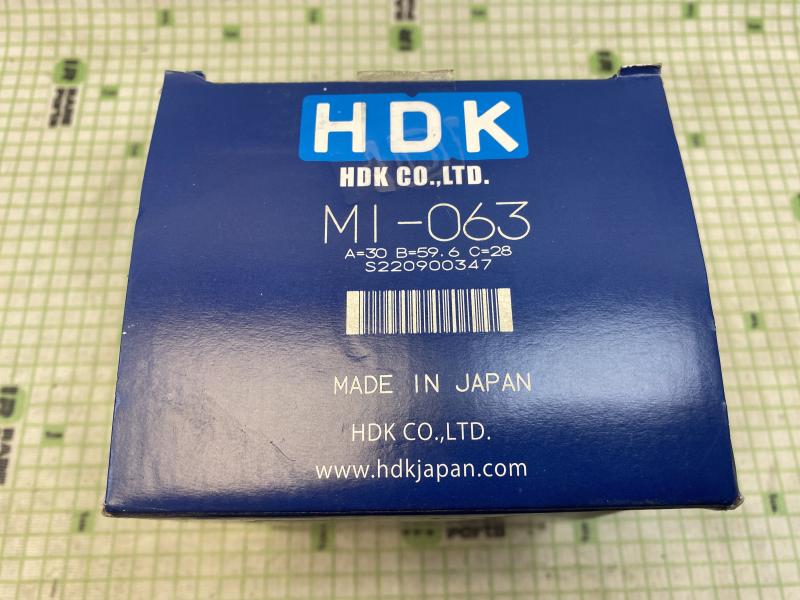 HDK
HDK CO.,LTD.
MI-063
A=30 B=59.6 C=28
S220900347
MADE IN JAPAN
HDK CO.,LTD.
www.hdkjapan.com
Parts